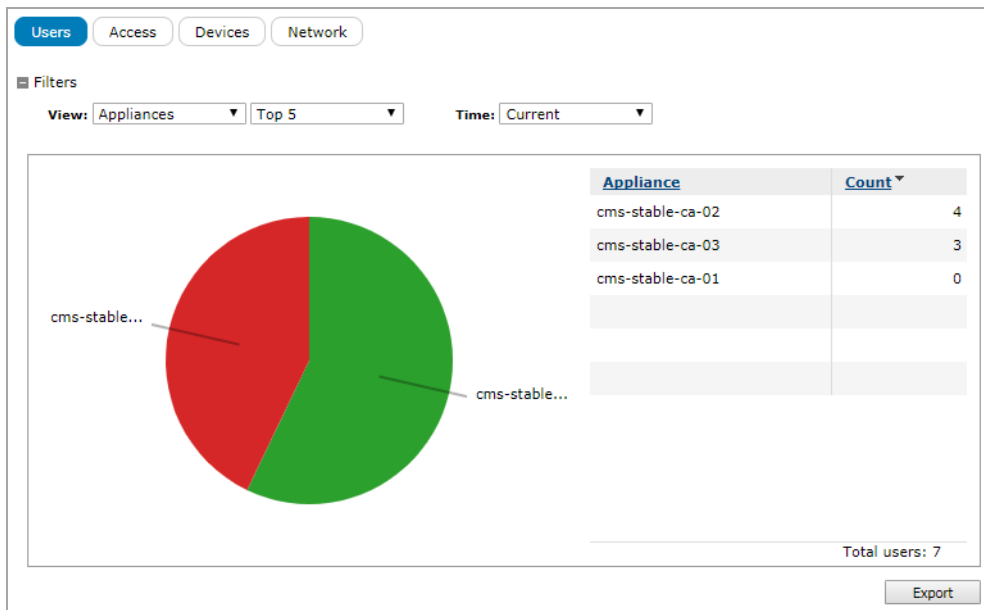 Users Access Devices Network
Filters
View: Appliances Top 5 Time: Current
Appliance Count
cms-stable-ca-02 4
cms-stable-ca-03 3
cms-stable-ca-01 0
cms-stable...
cms-stable...
Total users: 7
Export